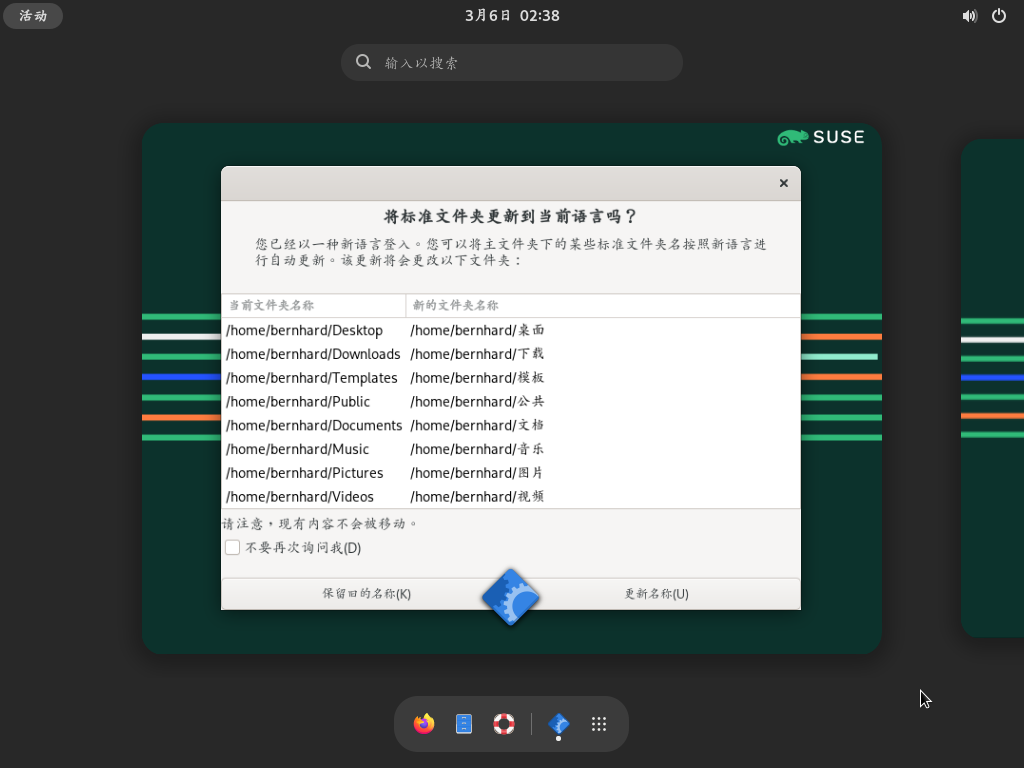 活动
3月6日 02:38
输入以搜索
SUSE
将标准文件夹更新到当前语言吗？
您已经以一种新语言登入。您可以将主文件夹下的某些标准文件夹名按照新语言进
行自动更新。该更新将会更改以下文件夹：
当前文件夹名称 新的文件夹名称
/home/bernhard/Desktop /home/bernhard/桌面
/home/bernhard/Downloads /home/bernhard/下载
/home/bernhard/Templates /home/bernhard/模板
/home/bernhard/Public /home/bernhard/公共
/home/bernhard/Documents /home/bernhard/文档
/home/bernhard/Music /home/bernhard/音乐
/home/bernhard/Pictures /home/bernhard/图片
/home/bernhard/Videos /home/bernhard/视频
请注意，现有内容不会被移动。
不要再次询问我(D)
保留旧的名称(K) 更新名称(U)